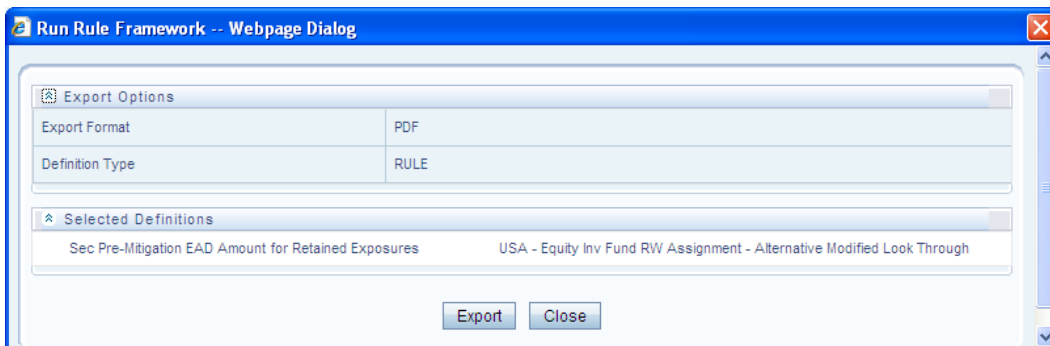 Run Rule Framework -- Webpage Dialog
Export Options
Export Format PDF
Definition Type RULE
Selected Definitions
Sec Pre-Mitigation EAD Amount for Retained Exposures USA - Equity Inv Fund RW Assignment - Alternative Modified Look Through
Export Close